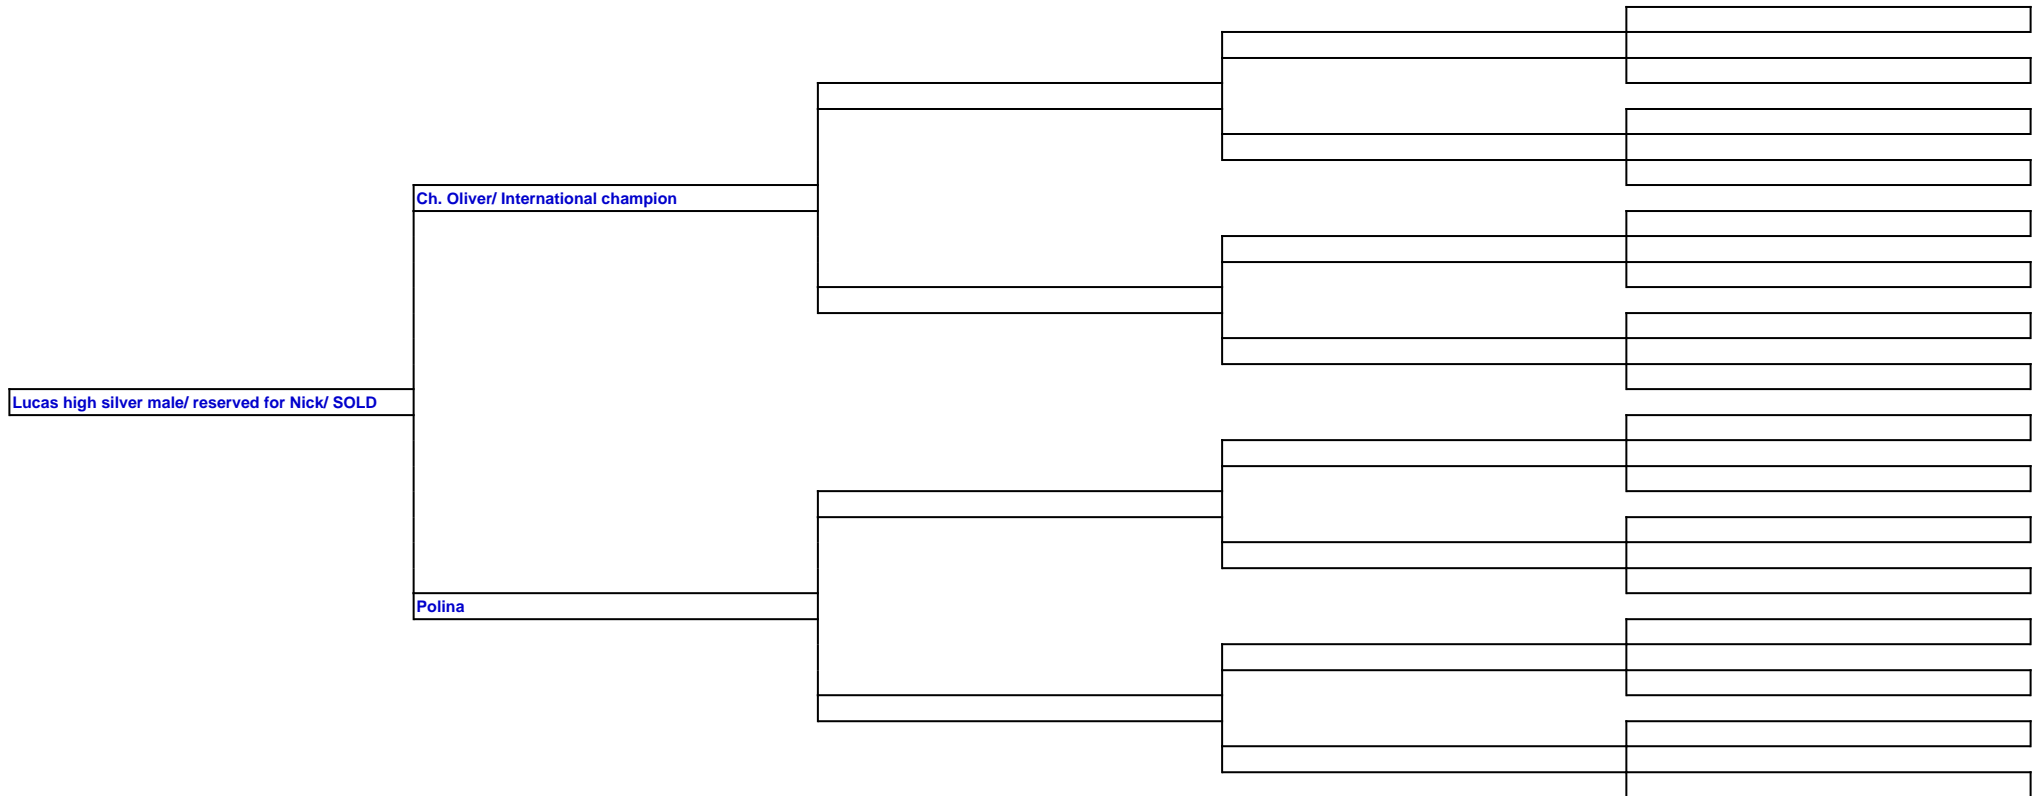 Ch. Oliver/ International champion
Lucas high silver male/ reserved for Nick/ SOLD
Polina